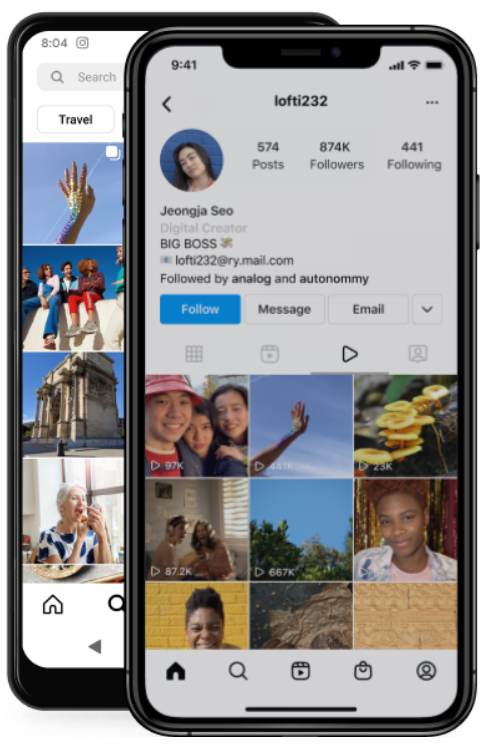 8:04
Search
Travel
9:41
lofti232
574 874K 441
Posts Followers Following
Jeongja Seo
Digital Creator
BIG BOSS
lofti232@ry.mail.com
Followed by analog and autonommy
Follow Message Email
97K 441K 23K
87.2K 667K